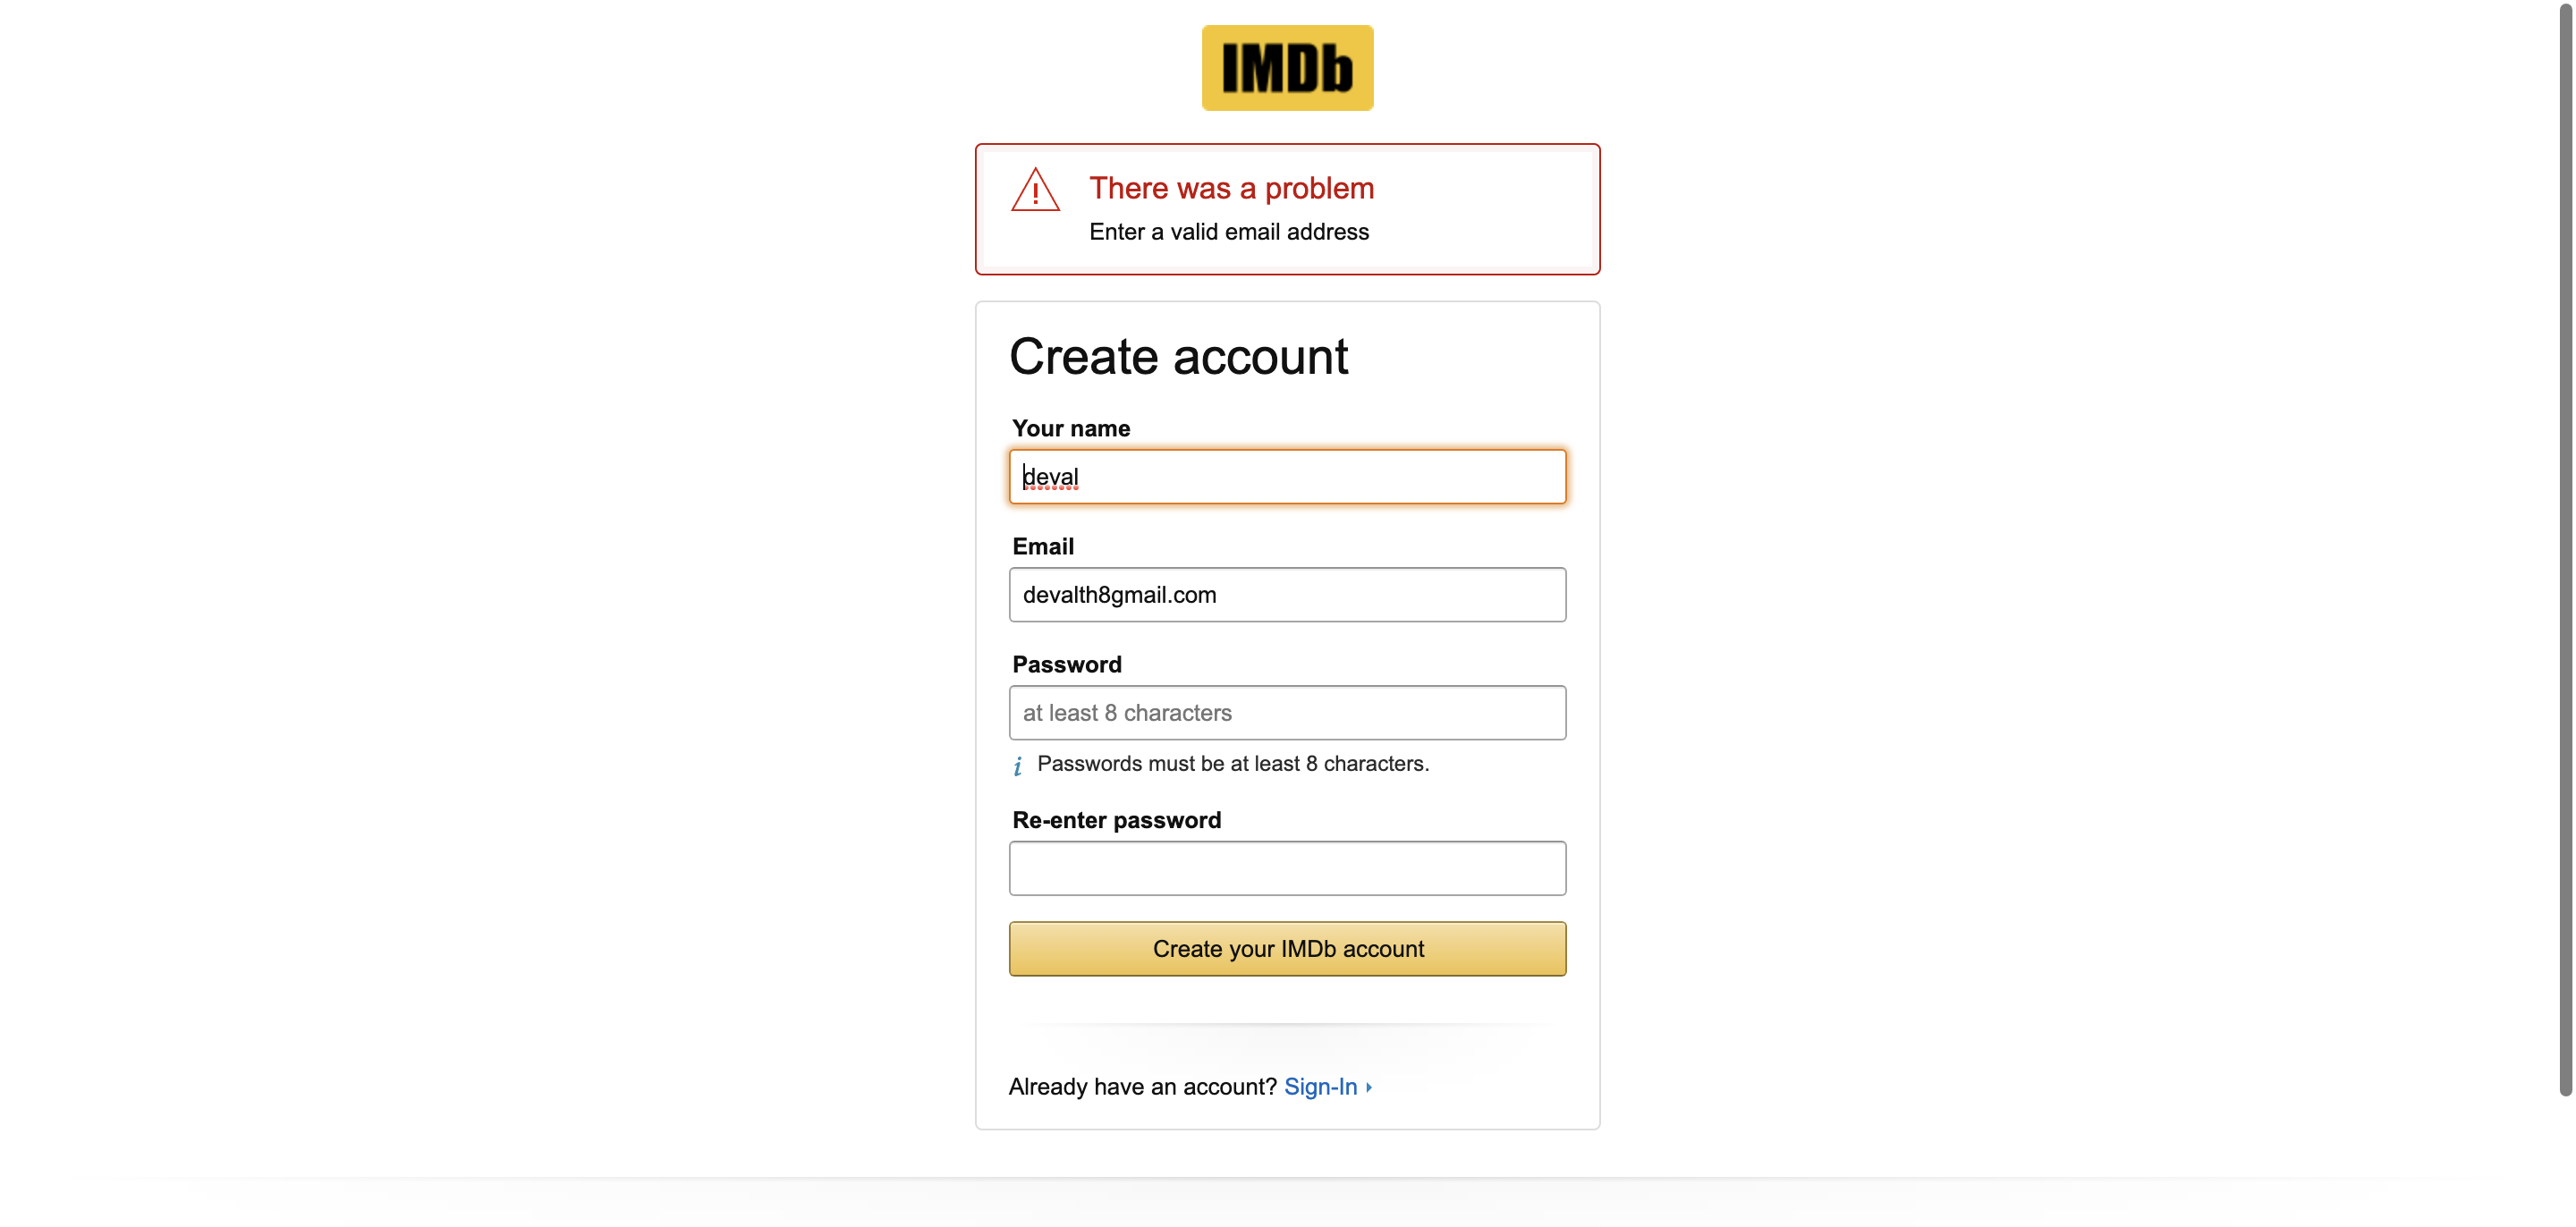 IMDb
There was a problem
Enter a valid email address
Create account
Your name
deval
Email
devalth8gmail.com
Password
at least 8 characters
i Passwords must be at least 8 characters.
Re-enter password
Create your IMDb account
Already have an account? Sign-In